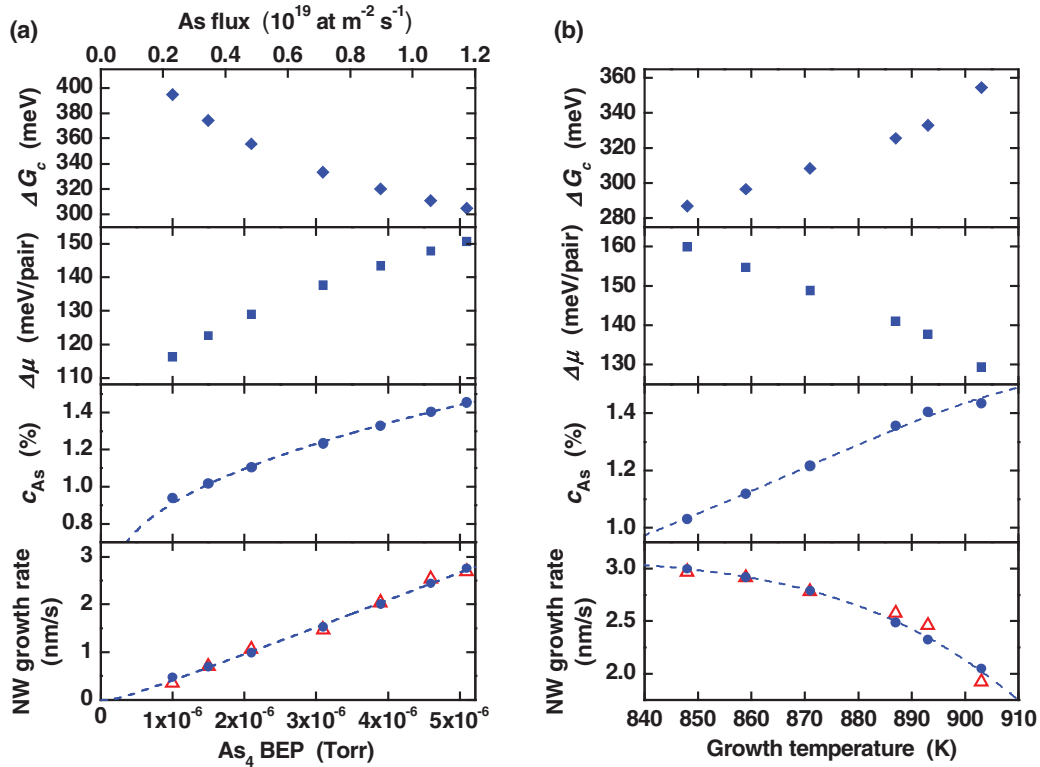 (a)
As flux (10^19 at m^-2 s^-1)
0.0 0.2 0.4 0.6 0.8 1.0 1.2
ΔG_c (meV)
400
380
360
340
320
300
Δμ (meV/pair)
150
140
130
120
110
c_As (%)
1.4
1.2
1.0
0.8
NW growth rate
(nm/s)
3
2
1
0
0 1x10^-6 2x10^-6 3x10^-6 4x10^-6 5x10^-6
As_4 BEP (Torr)
(b)
ΔG_c (meV)
360
340
320
300
280
Δμ (meV/pair)
160
150
140
130
c_As (%)
1.4
1.2
1.0
NW growth rate
(nm/s)
3.0
2.5
2.0
840 850 860 870 880 890 900 910
Growth temperature (K)